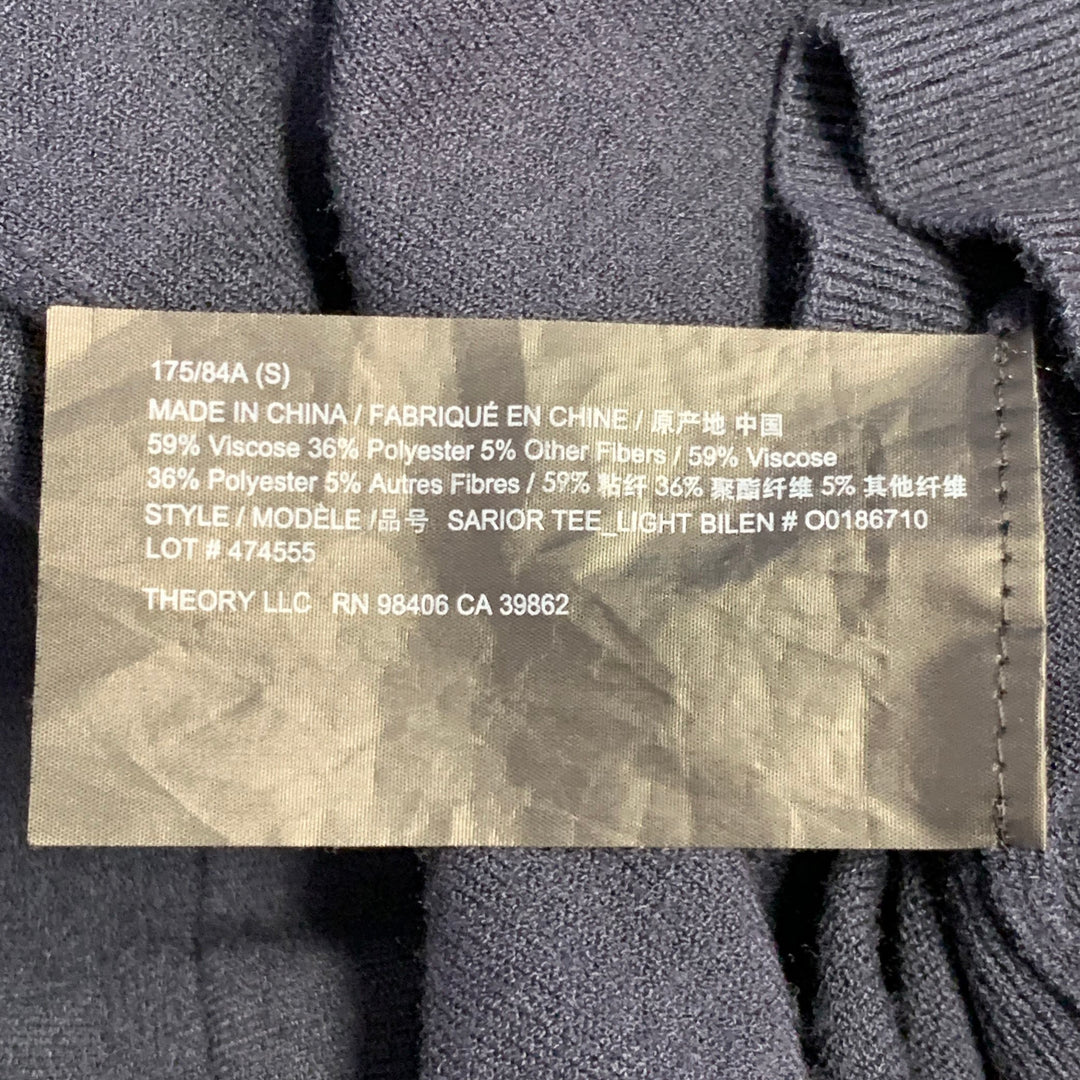 175/84A (S)
MADE IN CHINA / FABRIQUÉ EN CHINE / 原产地 中国
59% Viscose 36% Polyester 5% Other Fibers / 59% Viscose
36% Polyester 5% Autres Fibres / 59% 粘纤 36% 聚酯纤维 5% 其他纤维
STYLE / MODÈLE /品号 SARIOR TEE_LIGHT BILEN # O0186710
LOT # 474555
THEORY LLC RN 98406 CA 39862